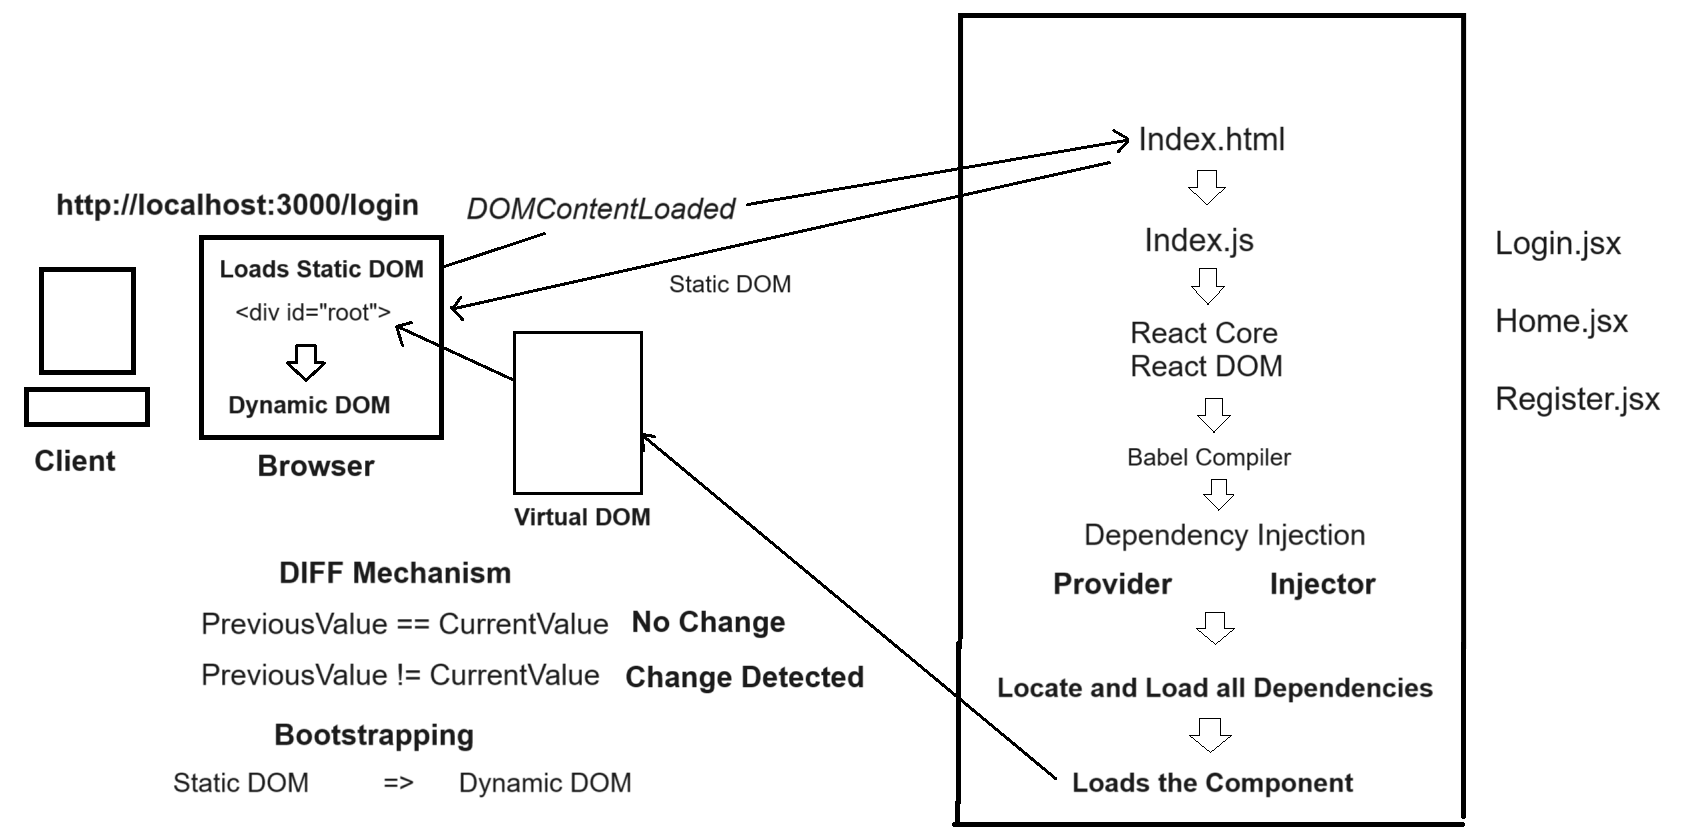 http://localhost:3000/login
DOMContentLoaded
Loads Static DOM
<div id="root">
Dynamic DOM
Client
Browser
Static DOM
Virtual DOM
DIFF Mechanism
PreviousValue == CurrentValue No Change
PreviousValue != CurrentValue Change Detected
Bootstrapping
Static DOM => Dynamic DOM
Index.html
Index.js
React Core
React DOM
Babel Compiler
Dependency Injection
Provider Injector
Locate and Load all Dependencies
Loads the Component
Login.jsx
Home.jsx
Register.jsx